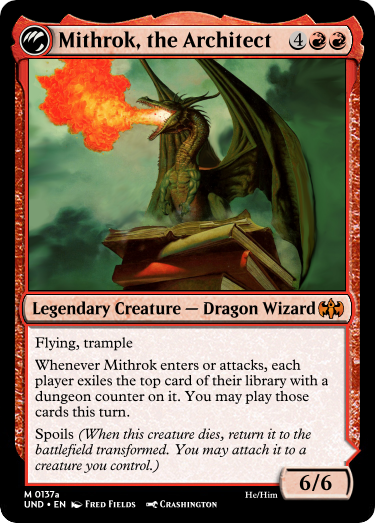 Mithrok, the Architect 4
Legendary Creature — Dragon Wizard
Flying, trample
Whenever Mithrok enters or attacks, each
player exiles the top card of their library with a
dungeon counter on it. You may play those
cards this turn.
Spoils (When this creature dies, return it to the
battlefield transformed. You may attach it to a
creature you control.)
6/6
M 0137a
UND • EN Fred Fields Crashington
He/Him